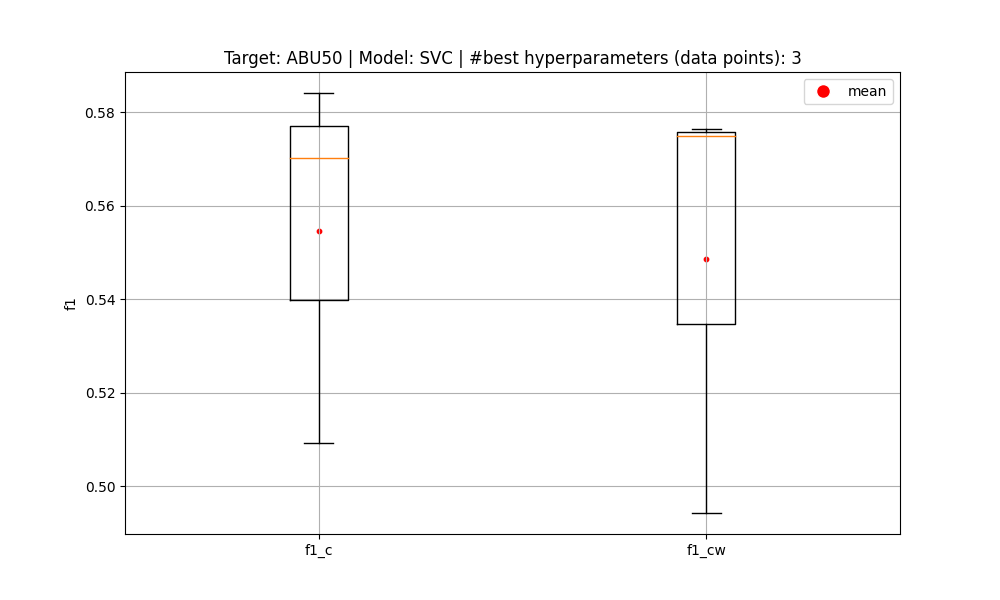 Target: ABU50 | Model: SVC | #best hyperparameters (data points): 3
mean
0.58
0.56
0.54
0.52
0.50
f1
f1_c
f1_cw